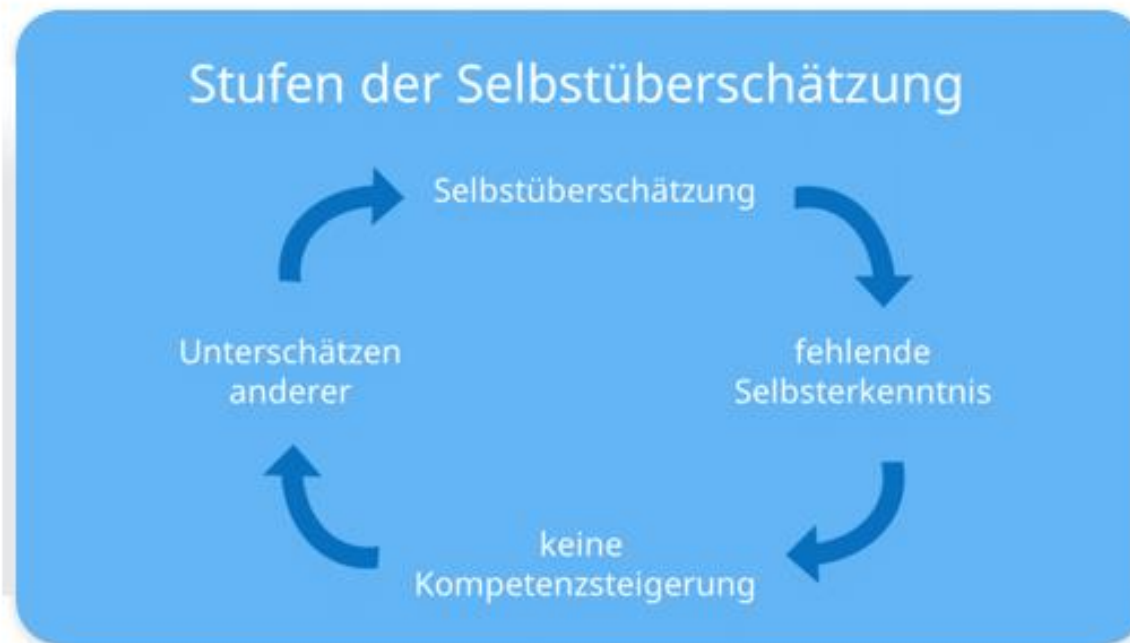 Stufen der Selbstüberschätzung
Selbstüberschätzung
fehlende
Selbsterkenntnis
keine
Kompetenzsteigerung
Unterschätzen
anderer